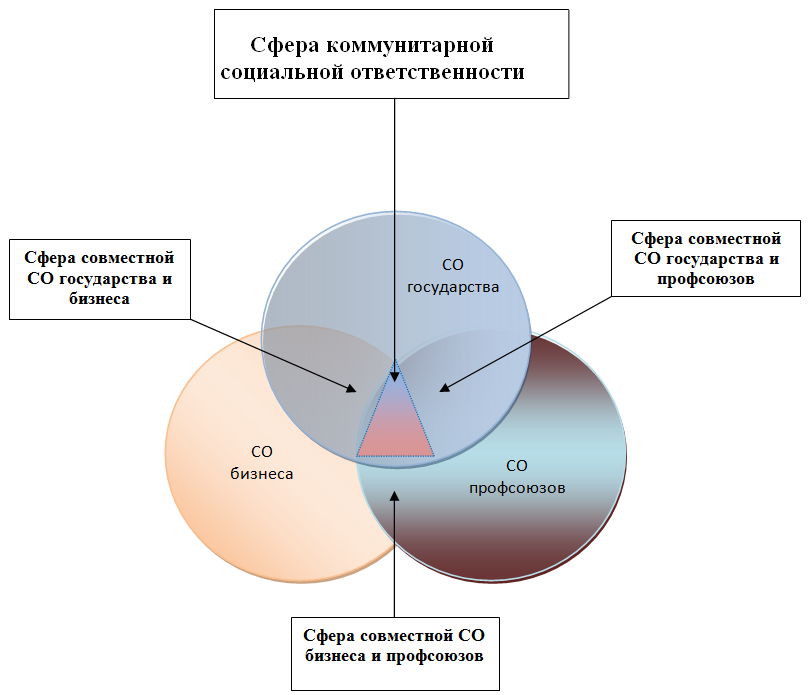 Сфера коммунитарной
социальной ответственности
Сфера совместной
СО государства и
бизнеса
Сфера совместной
СО государства и
профсоюзов
СО
государства
СО
бизнеса
СО
профсоюзов
Сфера совместной СО
бизнеса и профсоюзов